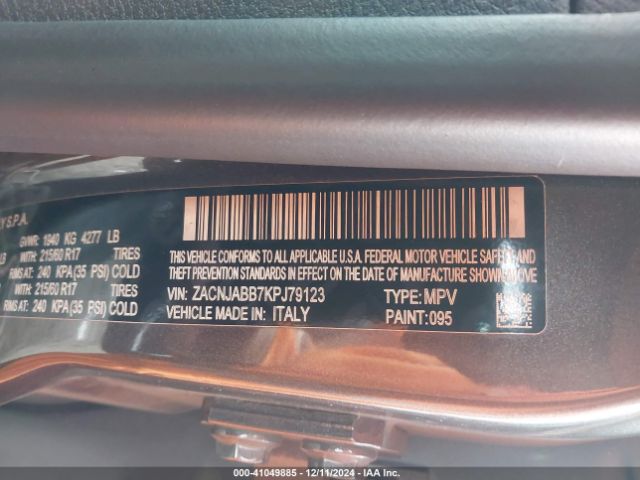 Y S.P.A.
GVWR: 1940 KG 4277 LB
WITH: 215/60 R17 TIRES
RIMS AT: 240 KPA (35 PSI) COLD
WITH: 215/60 R17 TIRES
RIMS AT: 240 KPA (35 PSI) COLD
THIS VEHICLE CONFORMS TO ALL APPLICABLE U.S.A. FEDERAL MOTOR VEHICLE SAFETY AND
THEFT PREVENTION STANDARDS IN EFFECT ON THE DATE OF MANUFACTURE SHOWN ABOVE
VIN: ZACNJABB7KPJ79123 TYPE: MPV
VEHICLE MADE IN: ITALY PAINT: 095
000-41049885 - 12/11/2024 - IAA Inc.